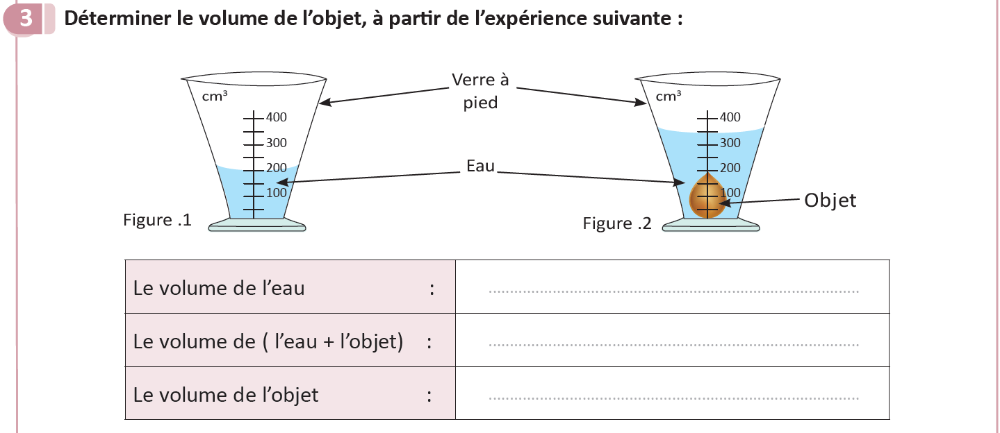 3 Déterminer le volume de l’objet, à partir de l’expérience suivante :
Verre à
pied
cm³
400
300
200
100
cm³
400
300
200
100
Eau
Objet
Figure .1
Figure .2
Le volume de l’eau :
Le volume de ( l’eau + l’objet) :
Le volume de l’objet :